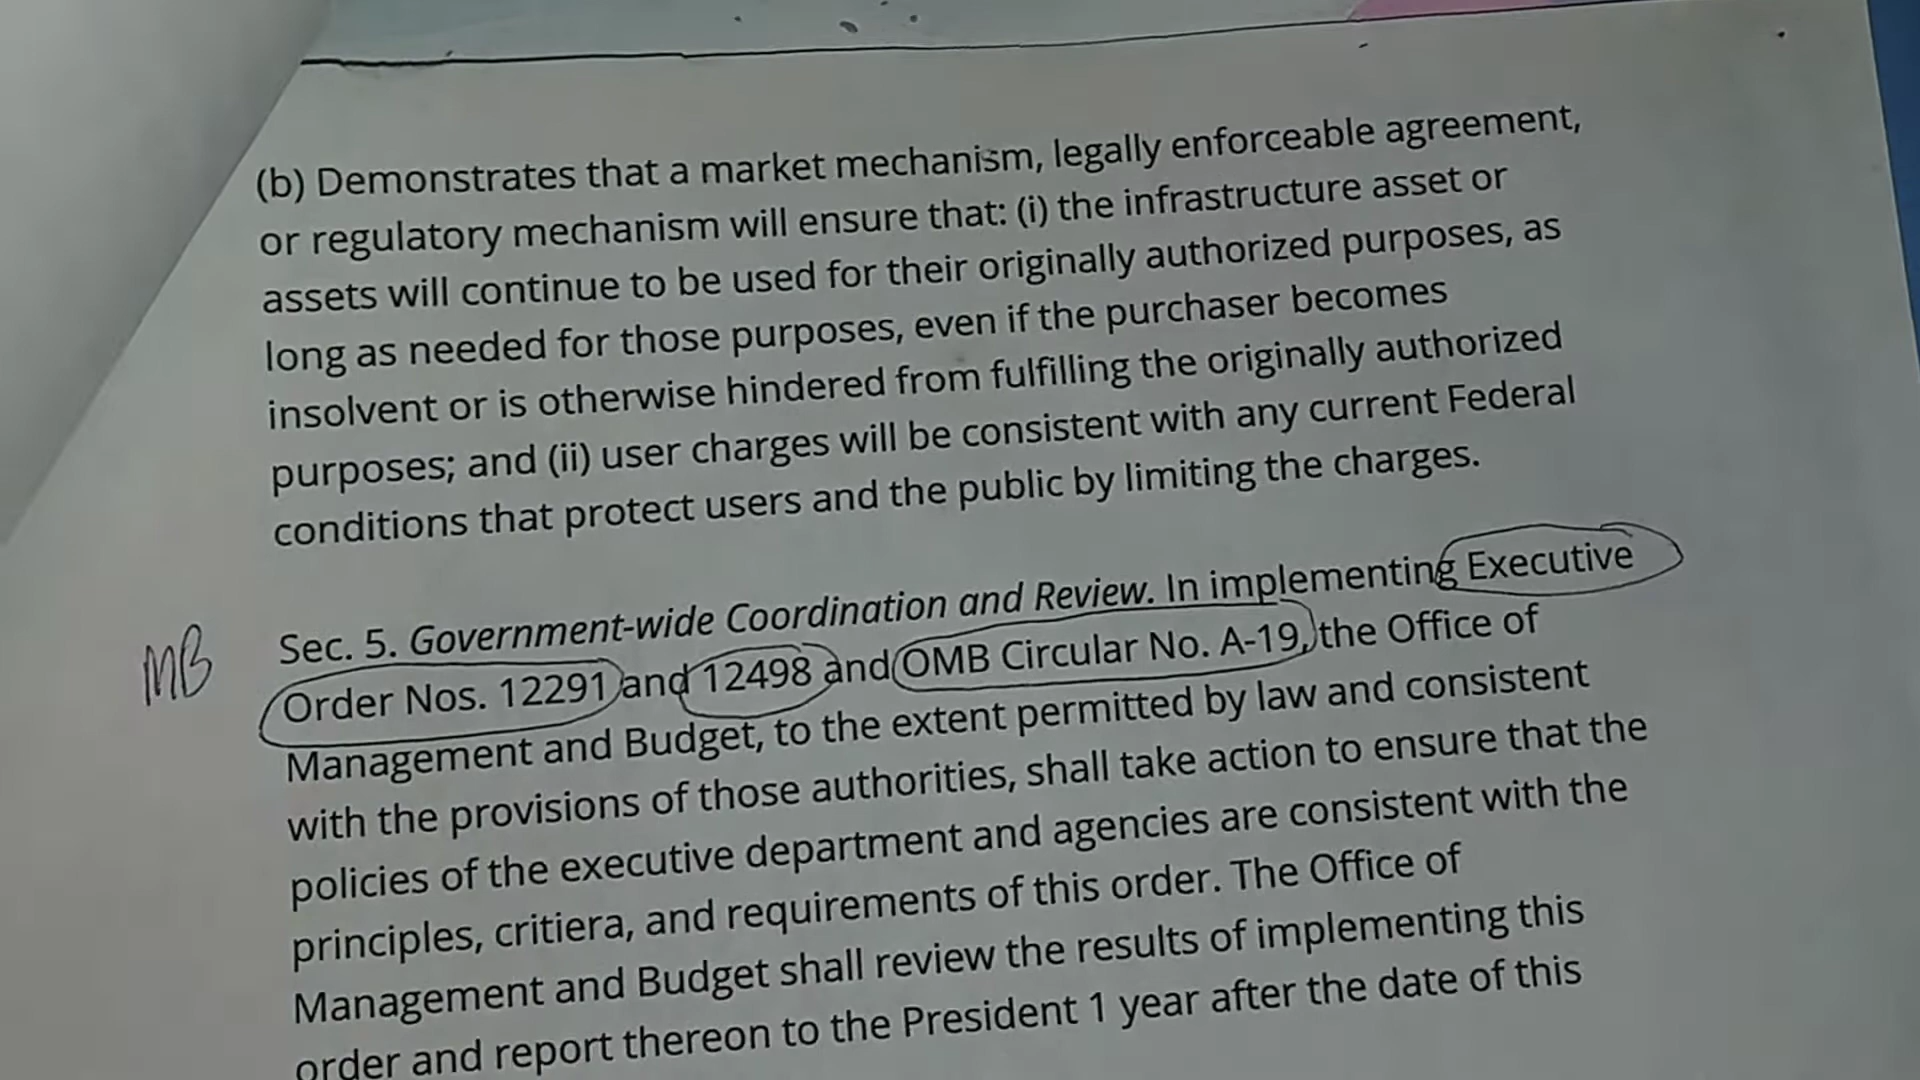 (b) Demonstrates that a market mechanism, legally enforceable agreement,
or regulatory mechanism will ensure that: (i) the infrastructure asset or
assets will continue to be used for their originally authorized purposes, as
long as needed for those purposes, even if the purchaser becomes
insolvent or is otherwise hindered from fulfilling the originally authorized
purposes; and (ii) user charges will be consistent with any current Federal
conditions that protect users and the public by limiting the charges.
MB
Sec. 5. Government-wide Coordination and Review. In implementing Executive
Order Nos. 12291 and 12498 and OMB Circular No. A-19, the Office of
Management and Budget, to the extent permitted by law and consistent
with the provisions of those authorities, shall take action to ensure that the
policies of the executive department and agencies are consistent with the
principles, critiera, and requirements of this order. The Office of
Management and Budget shall review the results of implementing this
order and report thereon to the President 1 year after the date of this